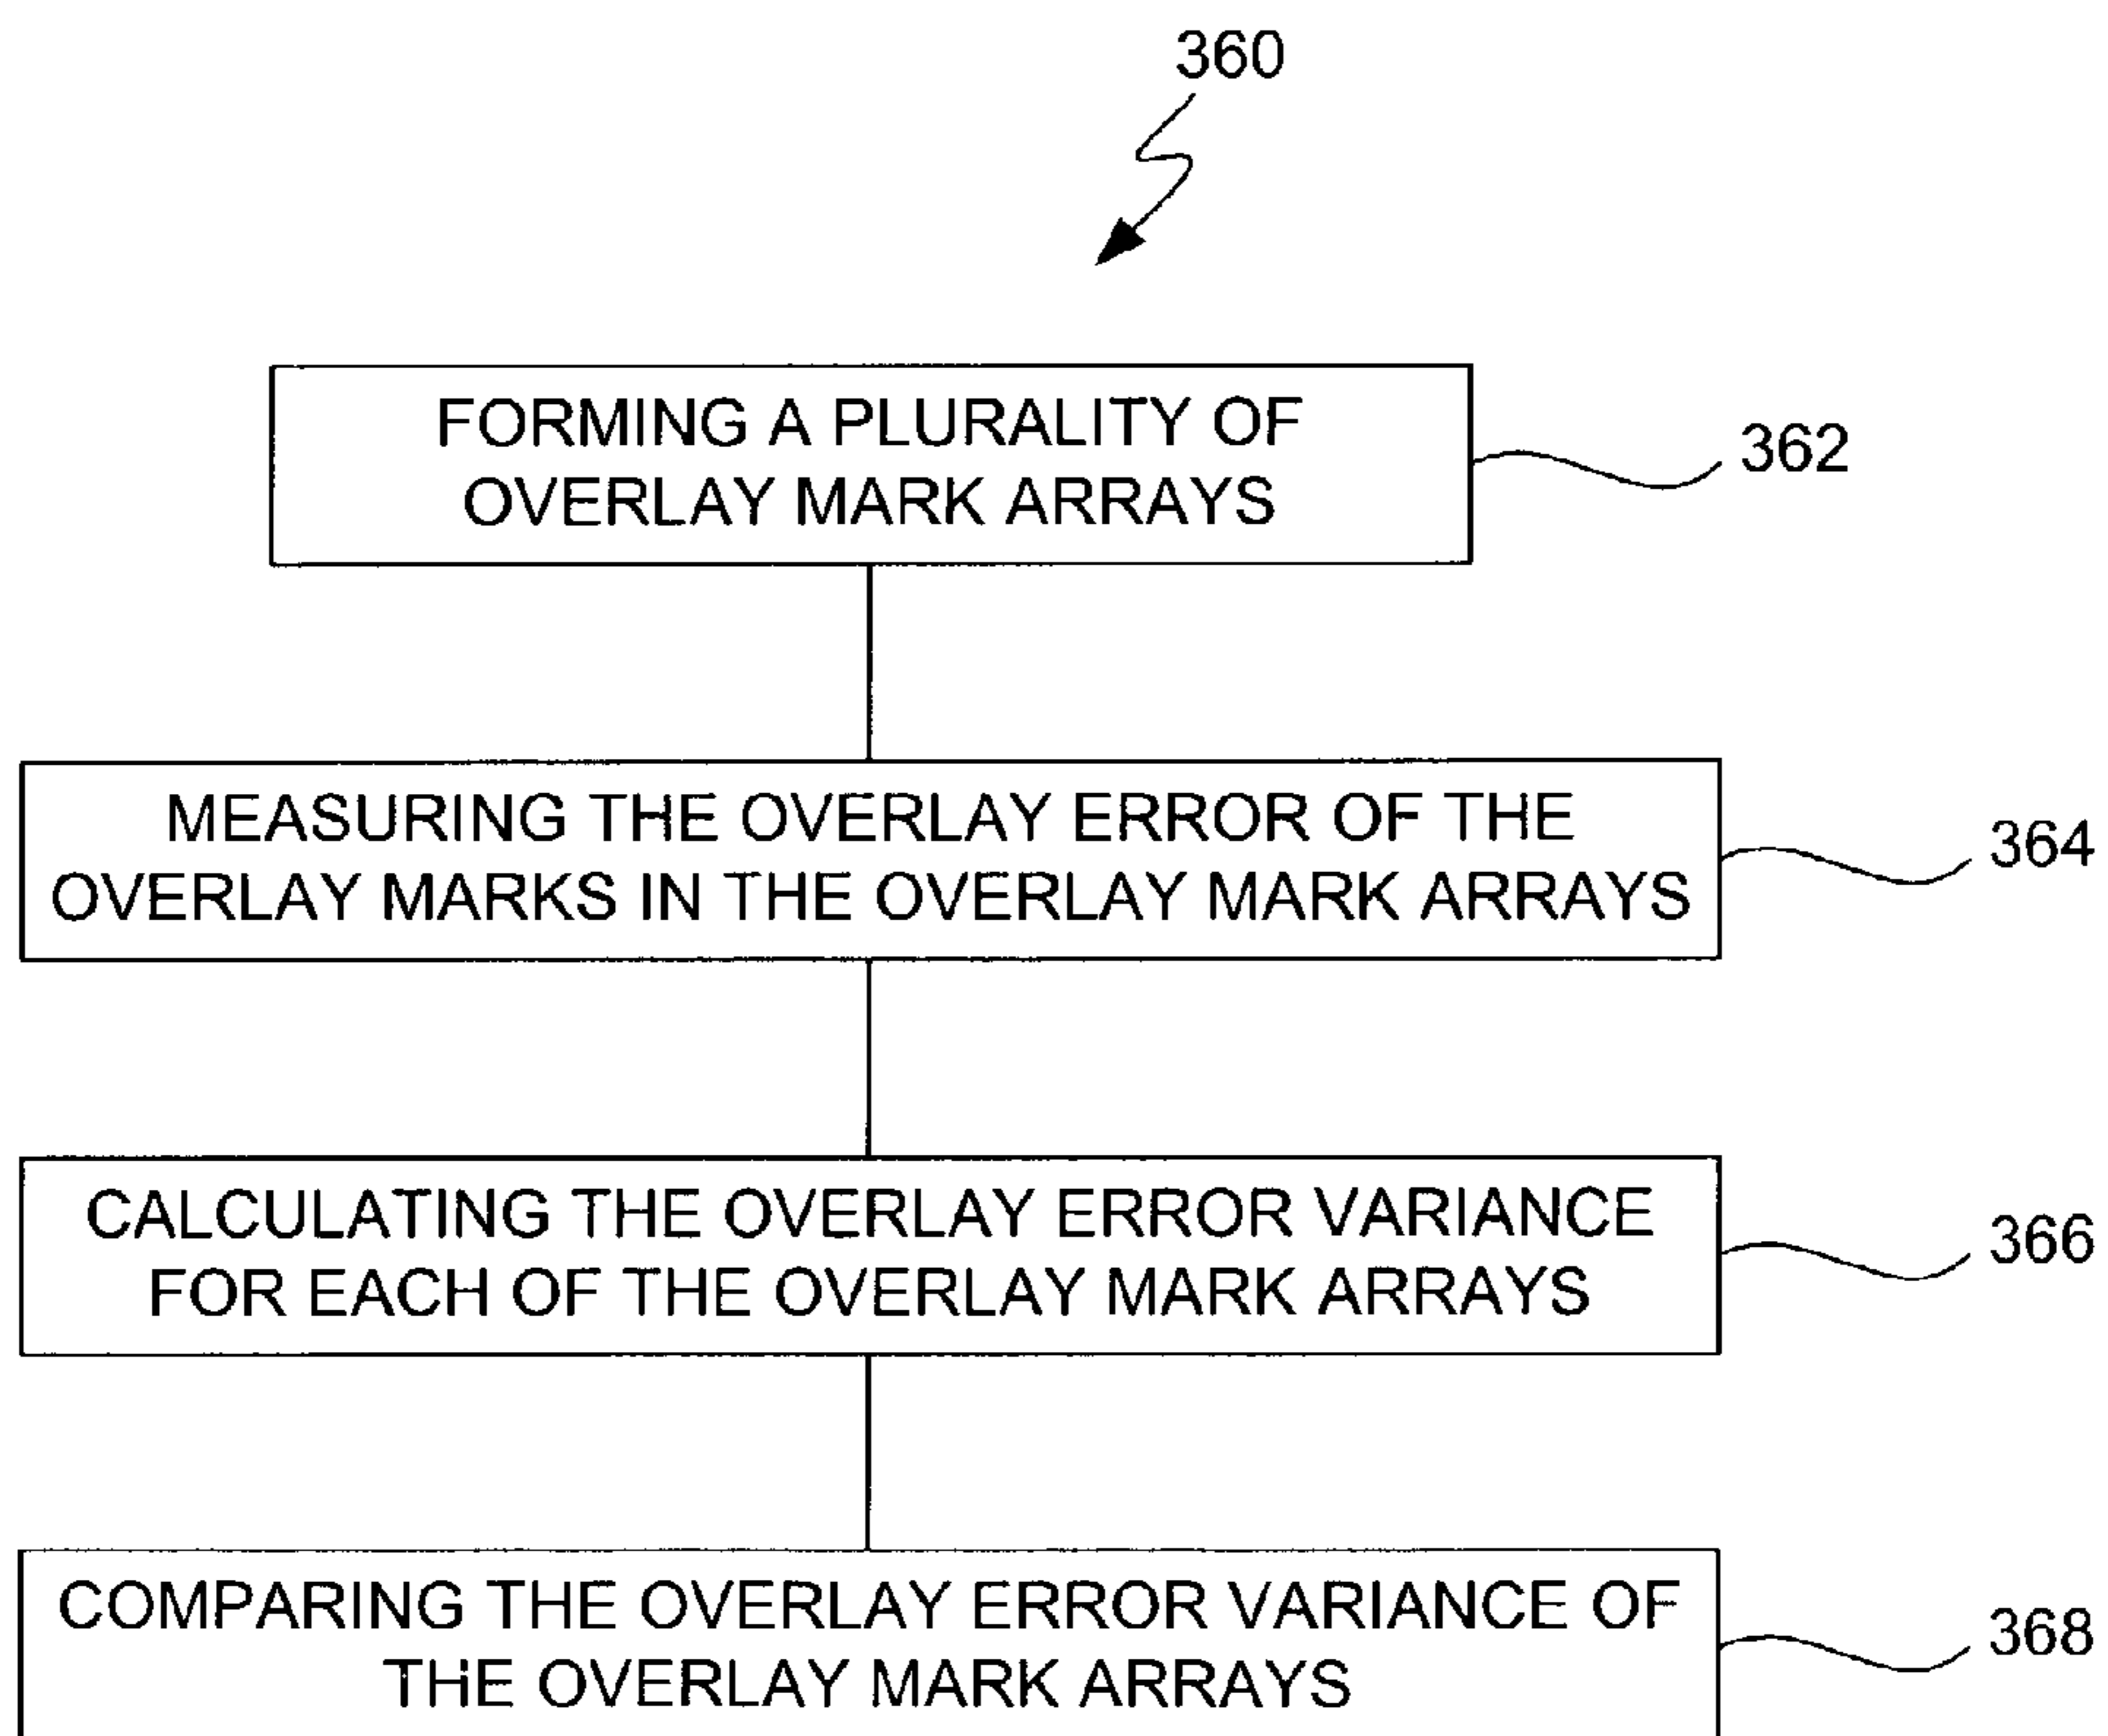 360
FORMING A PLURALITY OF
OVERLAY MARK ARRAYS
362
MEASURING THE OVERLAY ERROR OF THE
OVERLAY MARKS IN THE OVERLAY MARK ARRAYS
364
CALCULATING THE OVERLAY ERROR VARIANCE
FOR EACH OF THE OVERLAY MARK ARRAYS
366
COMPARING THE OVERLAY ERROR VARIANCE OF
THE OVERLAY MARK ARRAYS
368